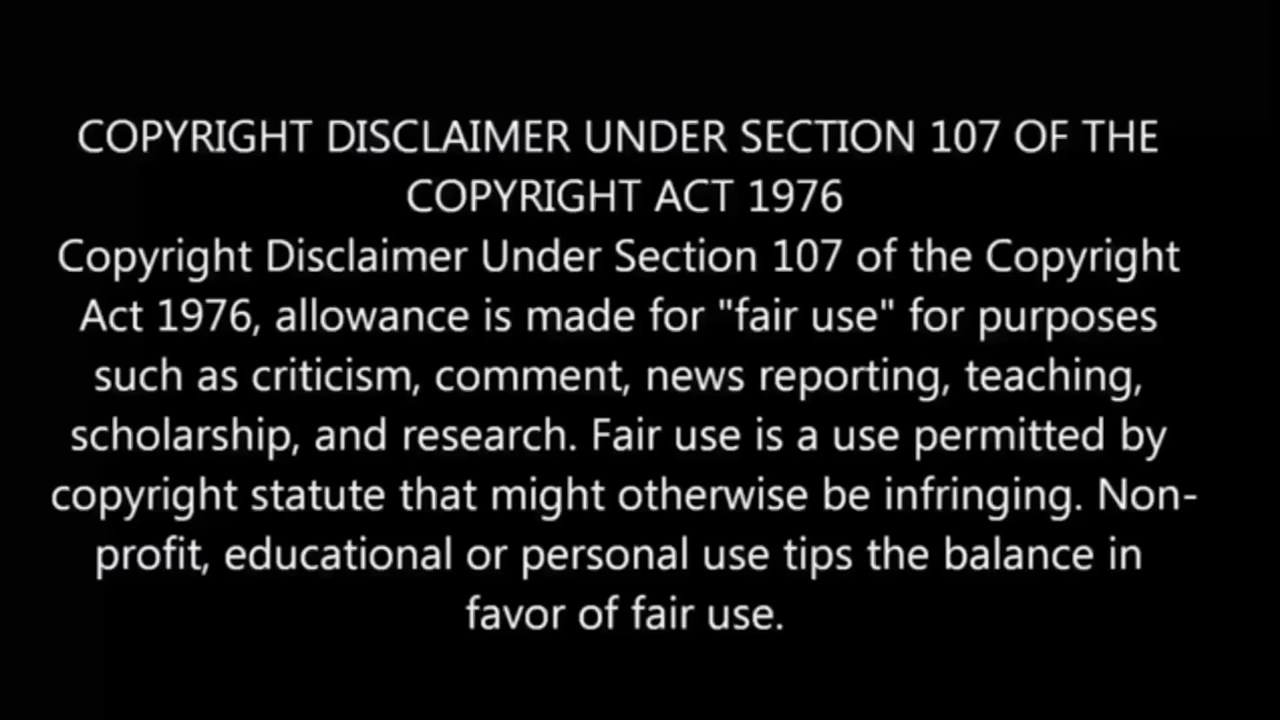 COPYRIGHT DISCLAIMER UNDER SECTION 107 OF THE
COPYRIGHT ACT 1976
Copyright Disclaimer Under Section 107 of the Copyright
Act 1976, allowance is made for "fair use" for purposes
such as criticism, comment, news reporting, teaching,
scholarship, and research. Fair use is a use permitted by
copyright statute that might otherwise be infringing. Non-
profit, educational or personal use tips the balance in
favor of fair use.